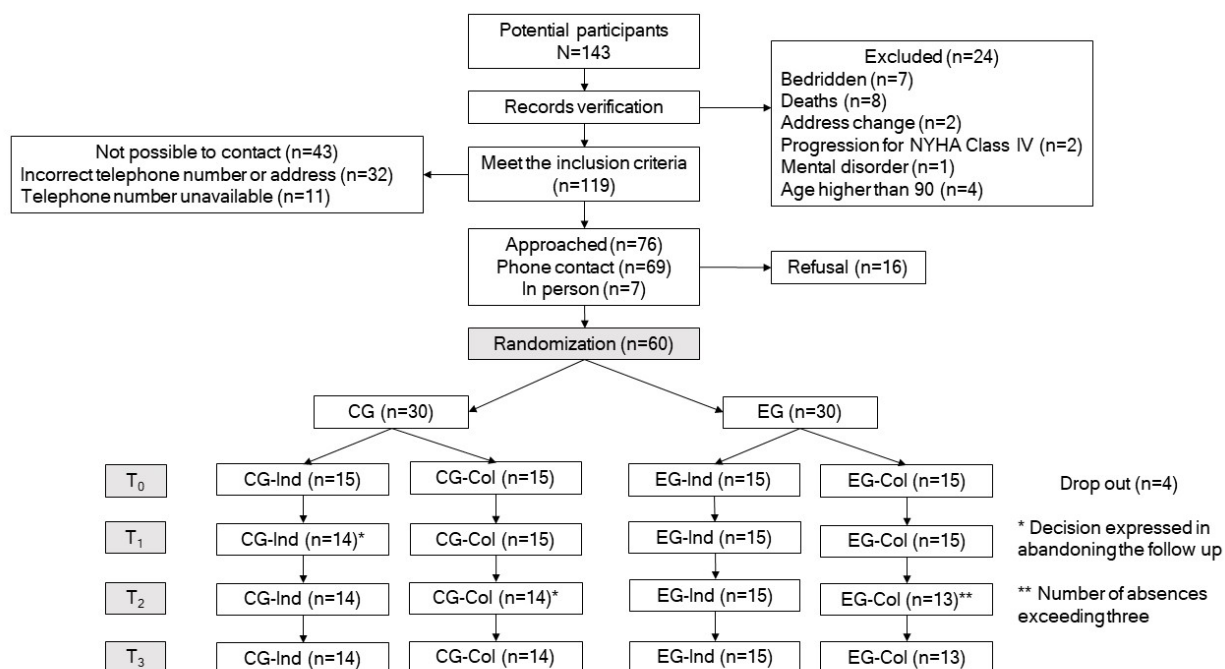 Potential participants
N=143
Excluded (n=24)
Bedridden (n=7)
Deaths (n=8)
Address change (n=2)
Progression for NYHA Class IV (n=2)
Mental disorder (n=1)
Age higher than 90 (n=4)
Records verification
Not possible to contact (n=43)
Incorrect telephone number or address (n=32)
Telephone number unavailable (n=11)
Meet the inclusion criteria
(n=119)
Approached (n=76)
Phone contact (n=69)
In person (n=7)
Refusal (n=16)
Randomization (n=60)
CG (n=30)
EG (n=30)
T0
CG-Ind (n=15)
CG-Col (n=15)
EG-Ind (n=15)
EG-Col (n=15)
Drop out (n=4)
T1
CG-Ind (n=14)*
CG-Col (n=15)
EG-Ind (n=15)
EG-Col (n=15)
* Decision expressed in
abandoning the follow up
T2
CG-Ind (n=14)
CG-Col (n=14)*
EG-Ind (n=15)
EG-Col (n=13)**
** Number of absences
exceeding three
T3
CG-Ind (n=14)
CG-Col (n=14)
EG-Ind (n=15)
EG-Col (n=13)